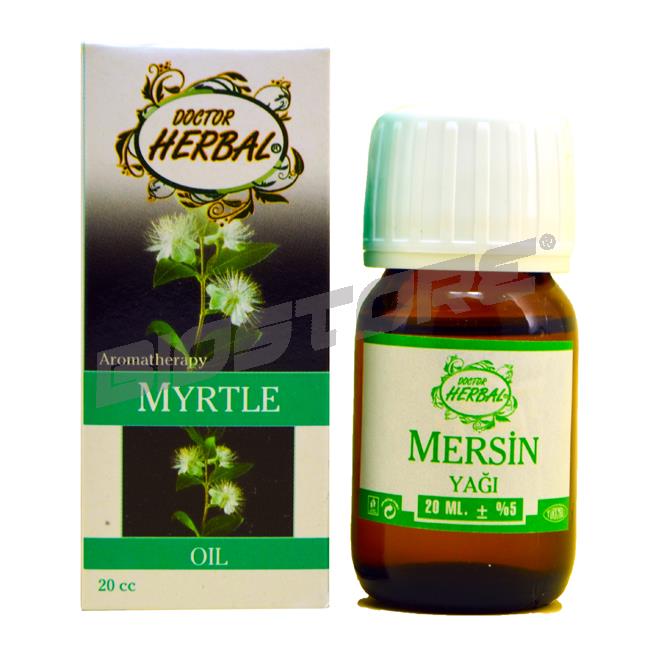 DOCTOR
HERBAL®
Aromatherapy
MYRTLE
OIL
20 cc
DOCTOR
HERBAL®
MERSİN
YAĞI
20 ML. ± %5
BIOSTORE®